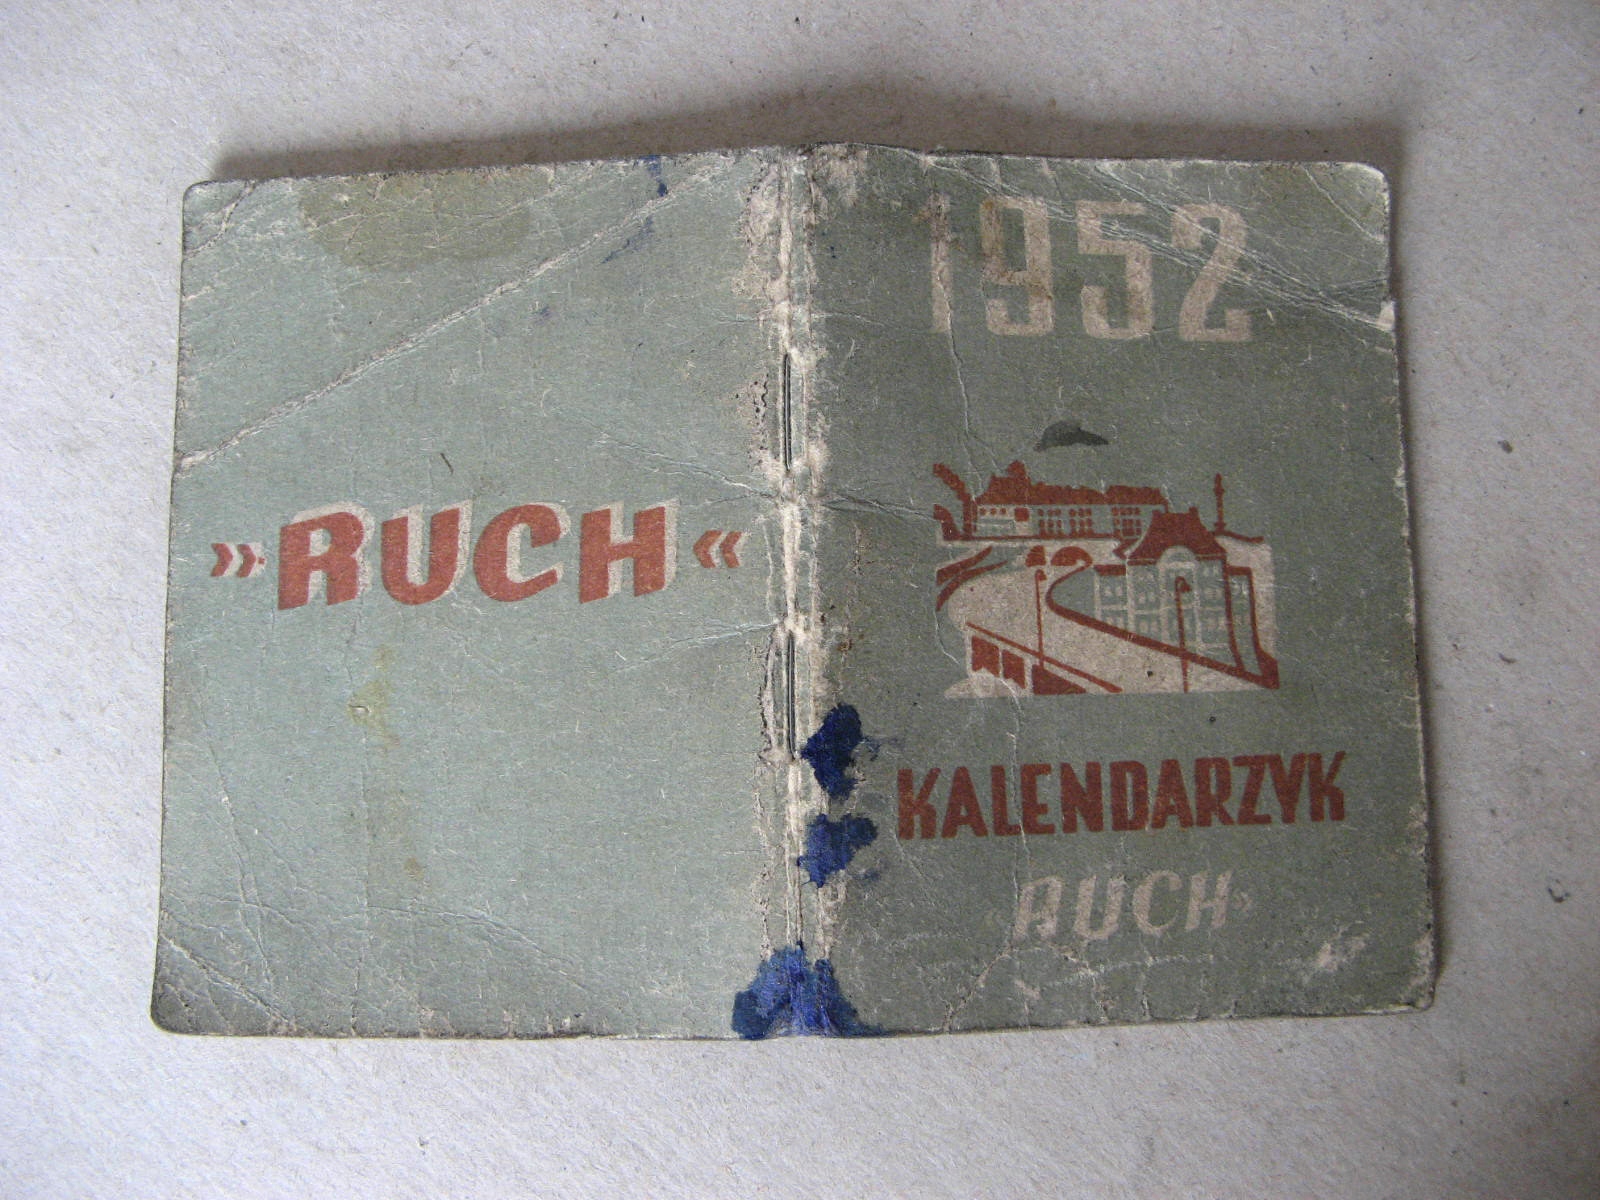 »RUCH«
1952
KALENDARZYK
«RUCH»